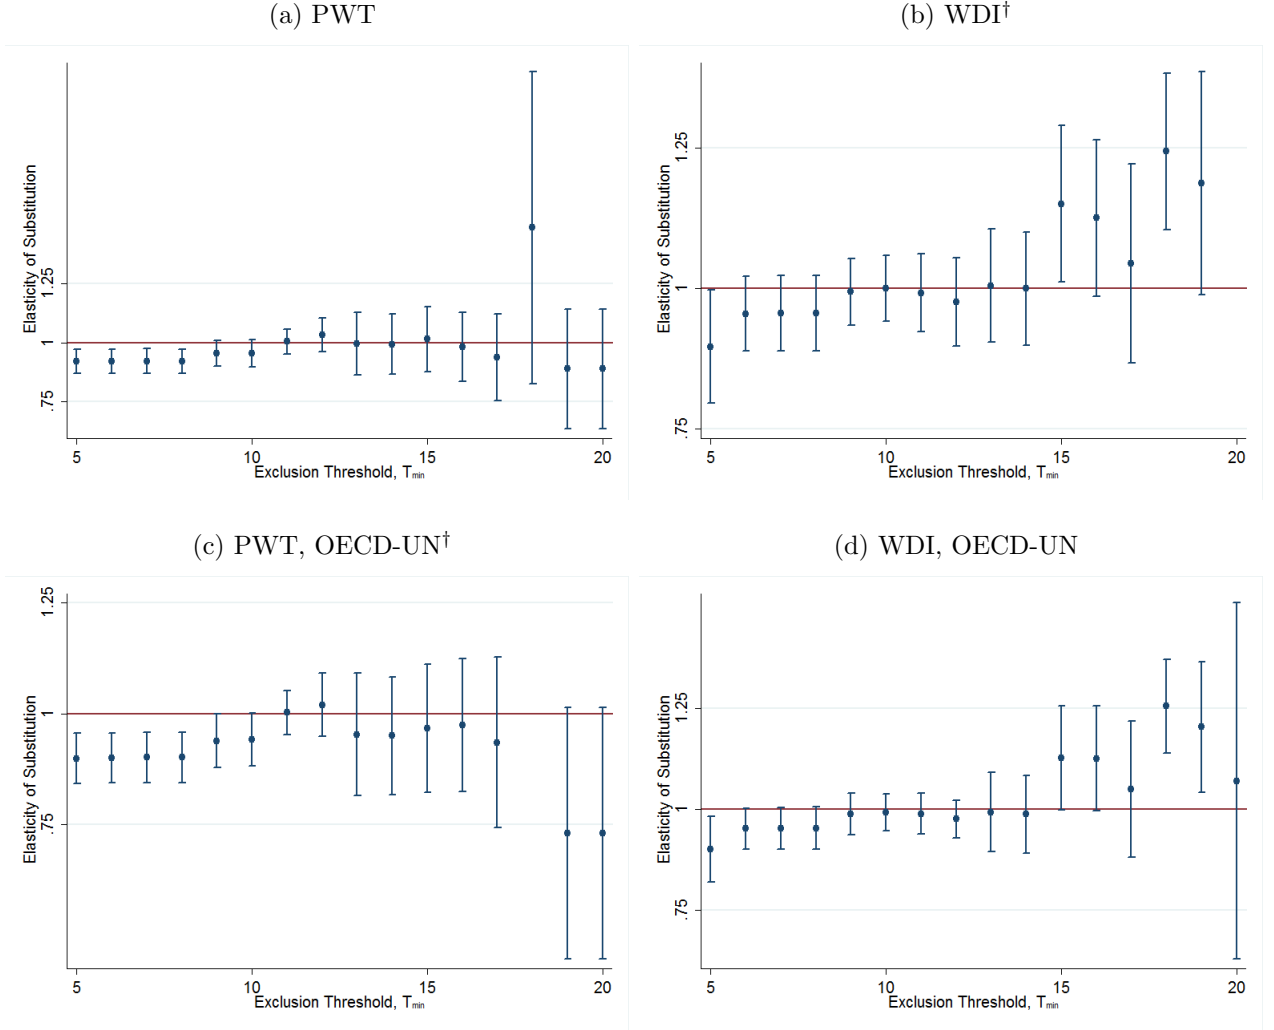 (a) PWT
Elasticity of Substitution
1.25
1
.75
5
10
15
20
Exclusion Threshold, Tmin
(b) WDI†
Elasticity of Substitution
1.25
1
.75
5
10
15
20
Exclusion Threshold, Tmin
(c) PWT, OECD-UN†
Elasticity of Substitution
1.25
1
.75
5
10
15
20
Exclusion Threshold, Tmin
(d) WDI, OECD-UN
Elasticity of Substitution
1.25
1
.75
5
10
15
20
Exclusion Threshold, Tmin